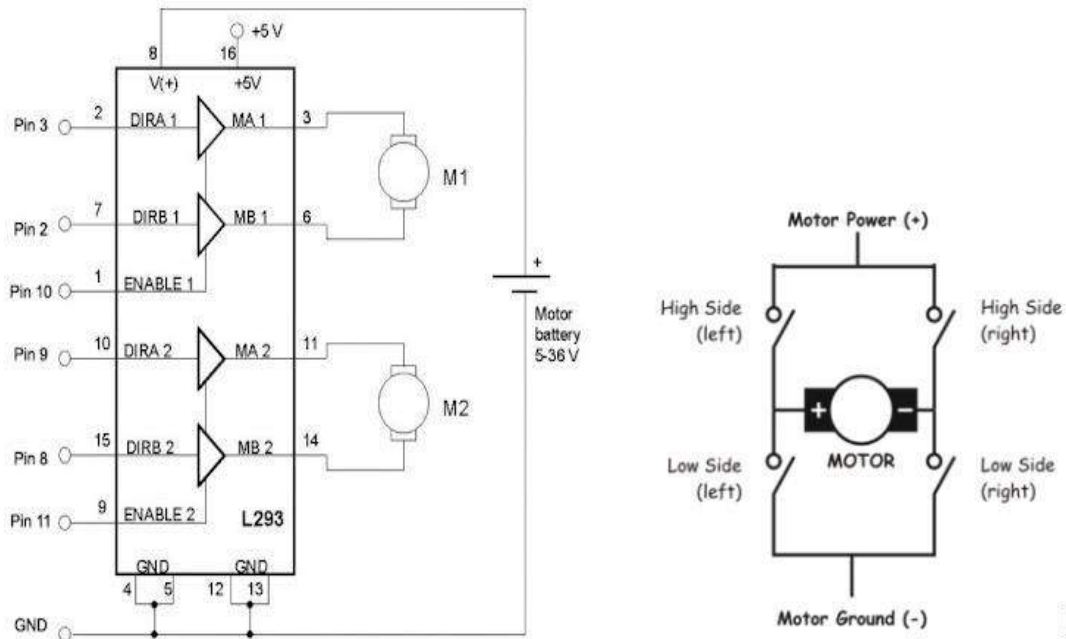 +5 V
8
16
V(+)
+5V
Pin 3
2
DIRA 1
MA 1
3
M1
Pin 2
7
DIRB 1
MB 1
6
Pin 10
1
ENABLE 1
+
Motor
battery
5-36 V
Pin 9
10
DIRA 2
MA 2
11
M2
Pin 8
15
DIRB 2
MB 2
14
Pin 11
9
ENABLE 2
L293
GND
GND
4
5
12
13
GND
Motor Power (+)
High Side
(left)
High Side
(right)
+
-
MOTOR
Low Side
(left)
Low Side
(right)
Motor Ground (-)